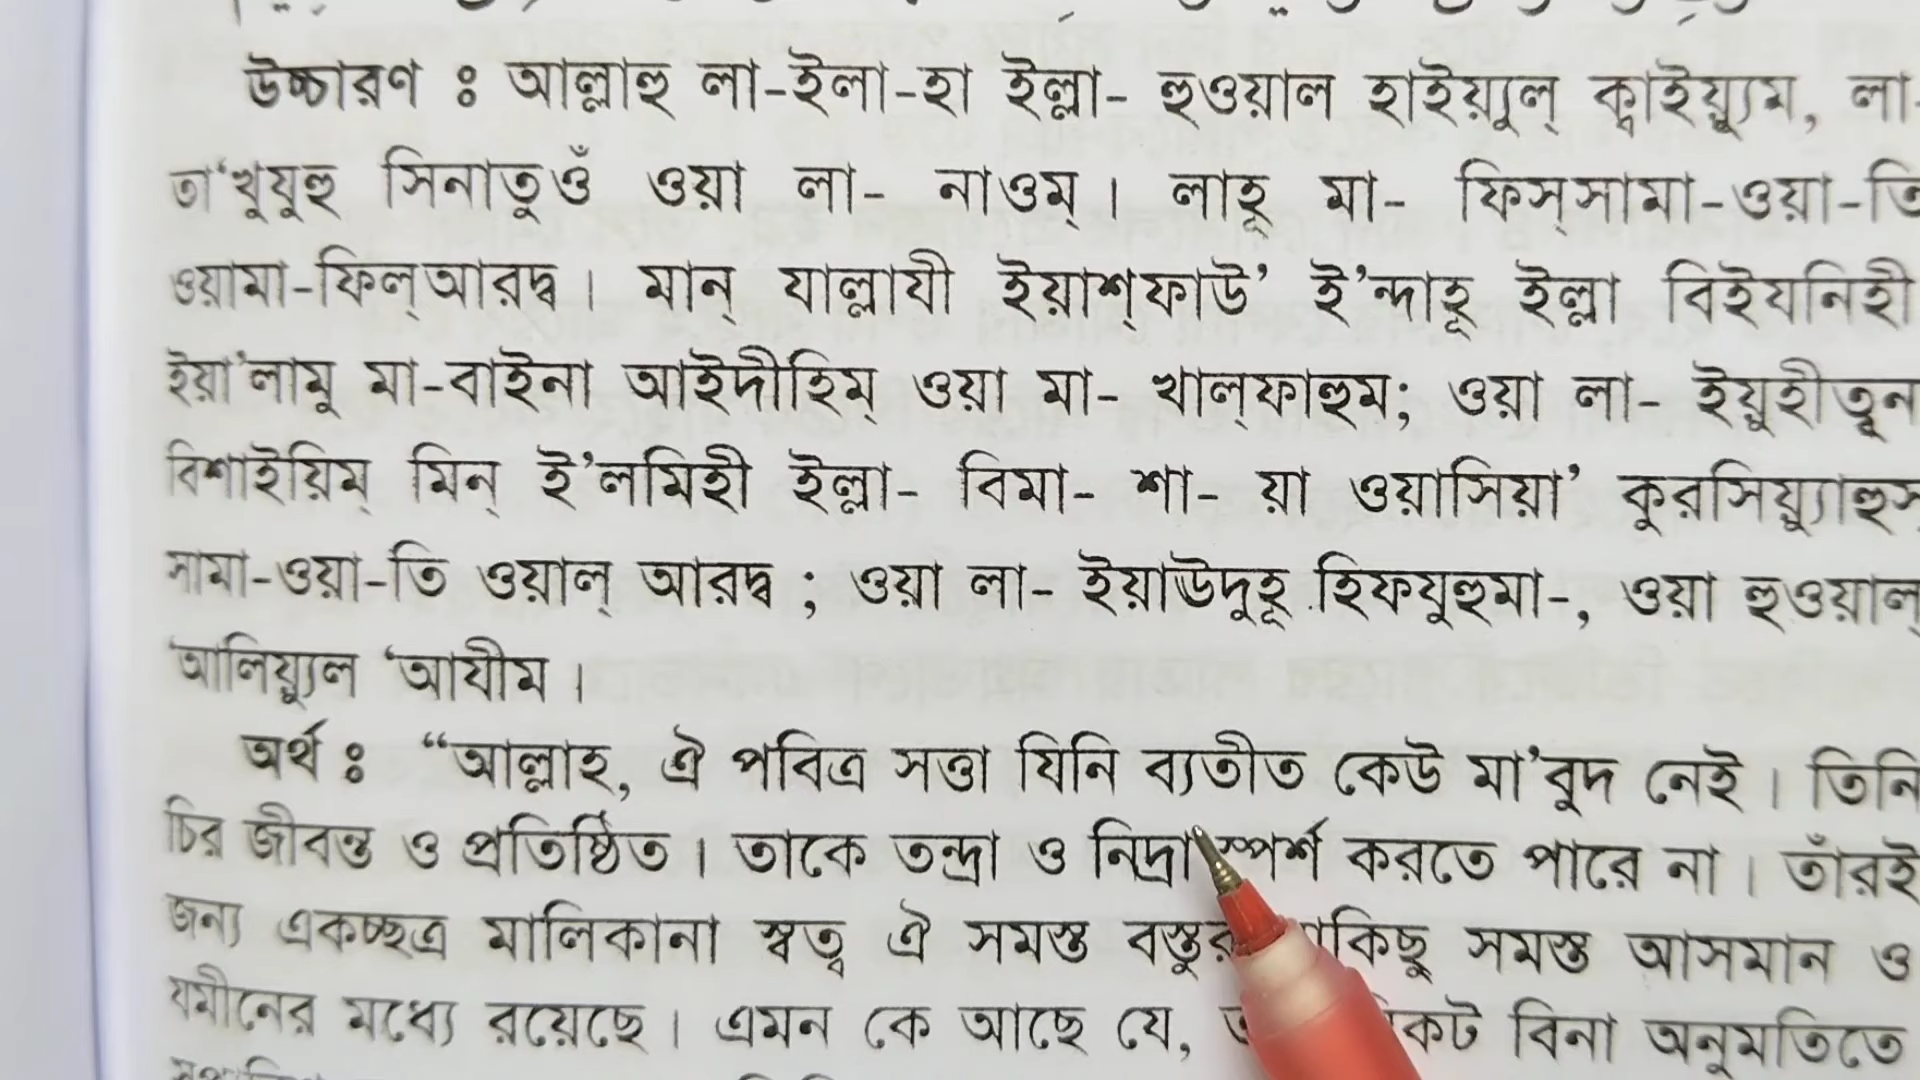 উচ্চারণ ঃ আল্লাহু লা-ইলা-হা ইল্লা- হুওয়াল হাইয়্যুল্ ক্বাইয়্যুম, লা-
তা‘খুযুহু সিনাতুওঁ ওয়া লা- নাওম্। লাহূ মা- ফিস্সামা-ওয়া-তি
ওয়ামা-ফিল্আরদ্ব। মান্ যাল্লাযী ইয়াশ্ফাউ’ ই’ন্দাহূ ইল্লা বিইযনিহী
ইয়া’লামু মা-বাইনা আইদীহিম্ ওয়া মা- খাল্ফাহুম; ওয়া লা- ইয়ুহীতূন
বিশাইয়িম্ মিন্ ই’লমিহী ইল্লা- বিমা- শা- য়া ওয়াসিয়া’ কুরসিয়্যুহুস্
সামা-ওয়া-তি ওয়াল্ আরদ্ব ; ওয়া লা- ইয়াউদুহূ হিফযুহুমা-, ওয়া হুওয়াল্
আলিয়্যুল ‘আযীম।
অর্থ ঃ “আল্লাহ, ঐ পবিত্র সত্তা যিনি ব্যতীত কেউ মা’বুদ নেই। তিনি
চির জীবন্ত ও প্রতিষ্ঠিত। তাকে তন্দ্রা ও নিদ্রা স্পর্শ করতে পারে না। তাঁরই
জন্য একচ্ছত্র মালিকানা স্বত্ব ঐ সমস্ত বস্তুর সমস্ত আসমান ও
যমীনের মধ্যে রয়েছে। এমন কে আছে যে, বিনা অনুমতিতে